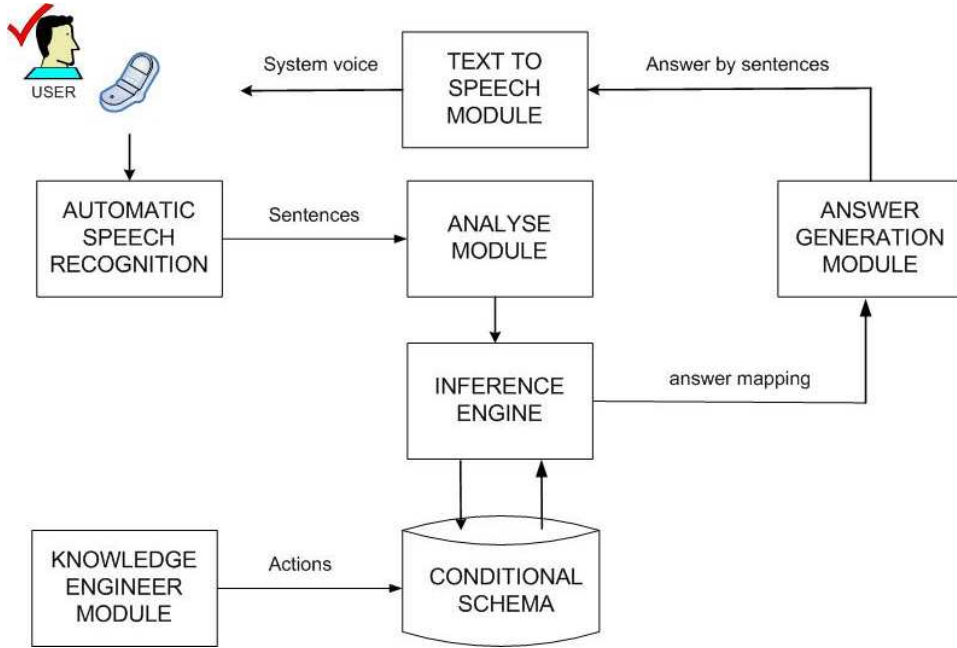 USER
System voice
TEXT TO
SPEECH
MODULE
Answer by sentences
AUTOMATIC
SPEECH
RECOGNITION
Sentences
ANALYSE
MODULE
ANSWER
GENERATION
MODULE
INFERENCE
ENGINE
answer mapping
KNOWLEDGE
ENGINEER
MODULE
Actions
CONDITIONAL
SCHEMA